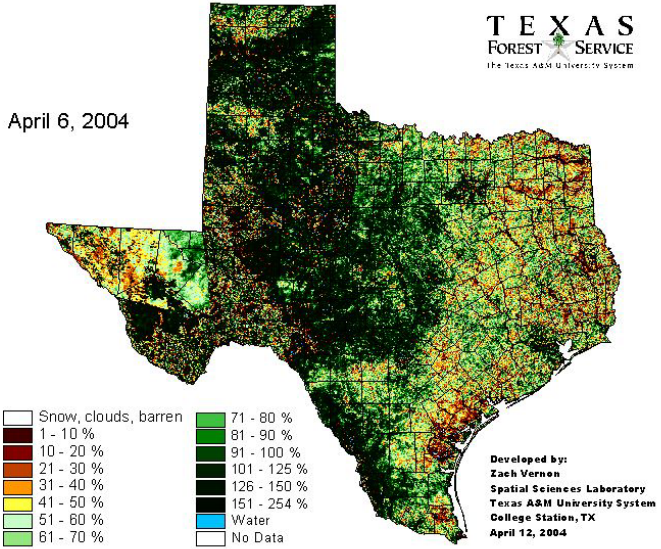 TEXAS
FOREST SERVICE
The Texas A&M University System
April 6, 2004
Snow, clouds, barren
1 - 10 %
10 - 20 %
21 - 30 %
31 - 40 %
41 - 50 %
51 - 60 %
61 - 70 %
71 - 80 %
81 - 90 %
91 - 100 %
101 - 125 %
126 - 150 %
151 - 254 %
Water
No Data
Developed by:
Zach Vernon
Spatial Sciences Laboratory
Texas A&M University System
College Station, TX
April 12, 2004